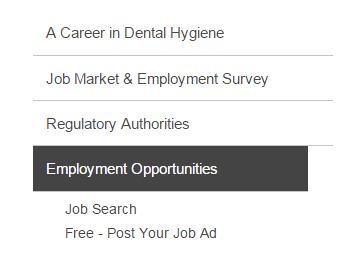 A Career in Dental Hygiene
Job Market & Employment Survey
Regulatory Authorities
Employment Opportunities
Job Search
Free - Post Your Job Ad